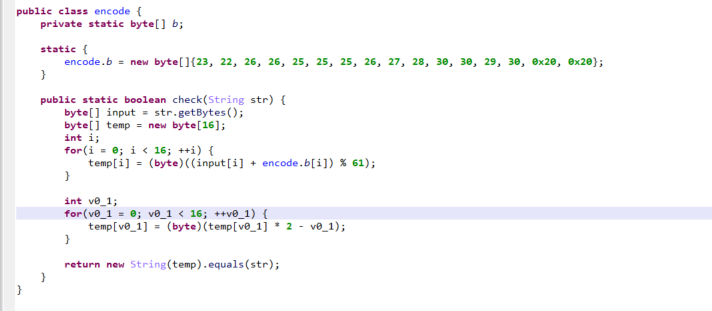 public class encode {
    private static byte[] b;

    static {
        encode.b = new byte[]{23, 22, 26, 26, 25, 25, 25, 26, 27, 28, 30, 30, 29, 30, 0x20, 0x20};
    }

    public static boolean check(String str) {
        byte[] input = str.getBytes();
        byte[] temp = new byte[16];
        int i;
        for(i = 0; i < 16; ++i) {
            temp[i] = (byte)((input[i] + encode.b[i]) % 61);
        }

        int v0_1;
        for(v0_1 = 0; v0_1 < 16; ++v0_1) {
            temp[v0_1] = (byte)(temp[v0_1] * 2 - v0_1);
        }

        return new String(temp).equals(str);
    }
}